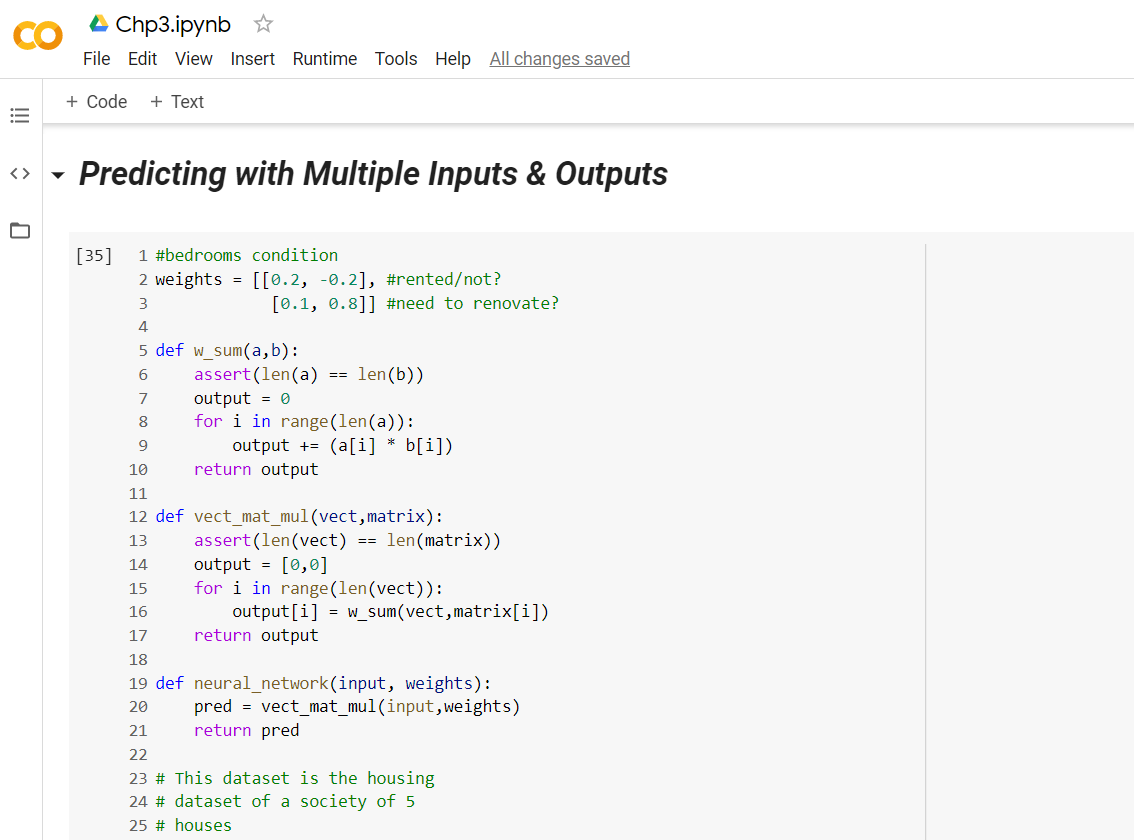 Chp3.ipynb
File Edit View Insert Runtime Tools Help All changes saved
+ Code + Text
Predicting with Multiple Inputs & Outputs
[35] 1 #bedrooms condition
2 weights = [[0.2, -0.2], #rented/not?
3             [0.1, 0.8]] #need to renovate?
4
5 def w_sum(a,b):
6     assert(len(a) == len(b))
7     output = 0
8     for i in range(len(a)):
9         output += (a[i] * b[i])
10     return output
11
12 def vect_mat_mul(vect,matrix):
13     assert(len(vect) == len(matrix))
14     output = [0,0]
15     for i in range(len(vect)):
16         output[i] = w_sum(vect,matrix[i])
17     return output
18
19 def neural_network(input, weights):
20     pred = vect_mat_mul(input,weights)
21     return pred
22
23 # This dataset is the housing
24 # dataset of a society of 5
25 # houses